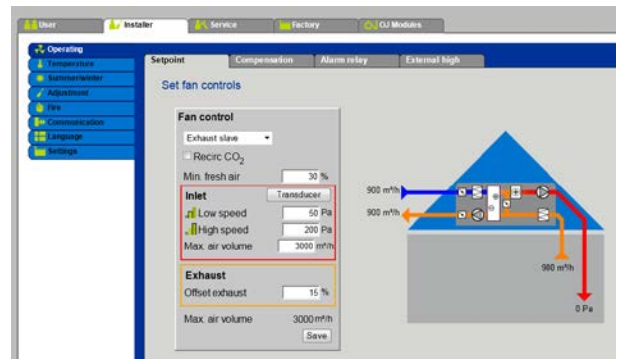 User Installer Service Factory OJ Modules
Operating
Temperature
Summer/winter
Adjustment
Fire
Communication
Language
Settings
Setpoint Compensation Alarm relay External high
Set fan controls
Fan control
Exhaust slave
Recirc CO2
Min. fresh air 30 %
Inlet Transducer
Low speed 50 Pa
High speed 200 Pa
Max. air volume 3000 m³/h
Exhaust
Offset exhaust 15 %
Max. air volume 3000 m³/h
Save
900 m³/h
900 m³/h
900 m³/h
0 Pa